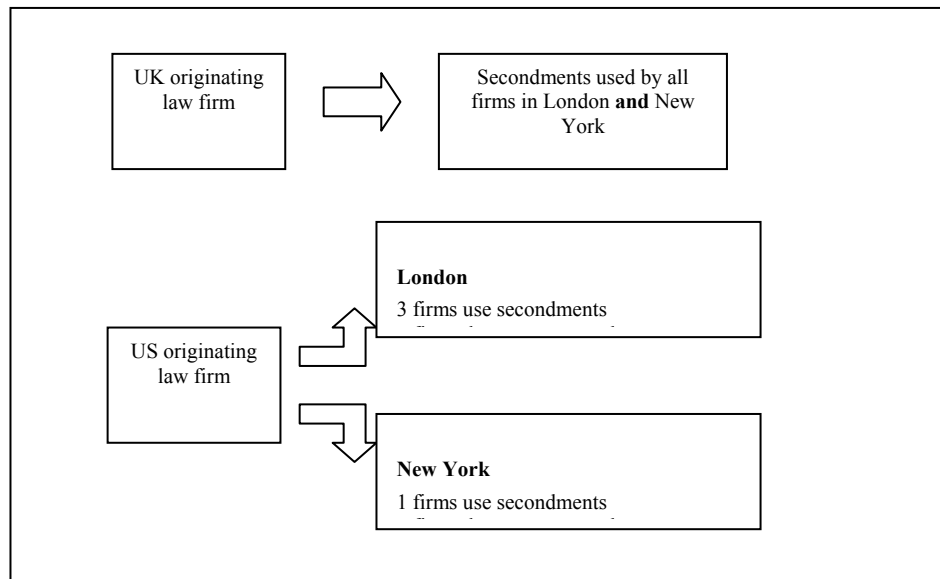 UK originating
law firm
Secondments used by all
firms in London and New
York
London
3 firms use secondments
US originating
law firm
New York
1 firms use secondments